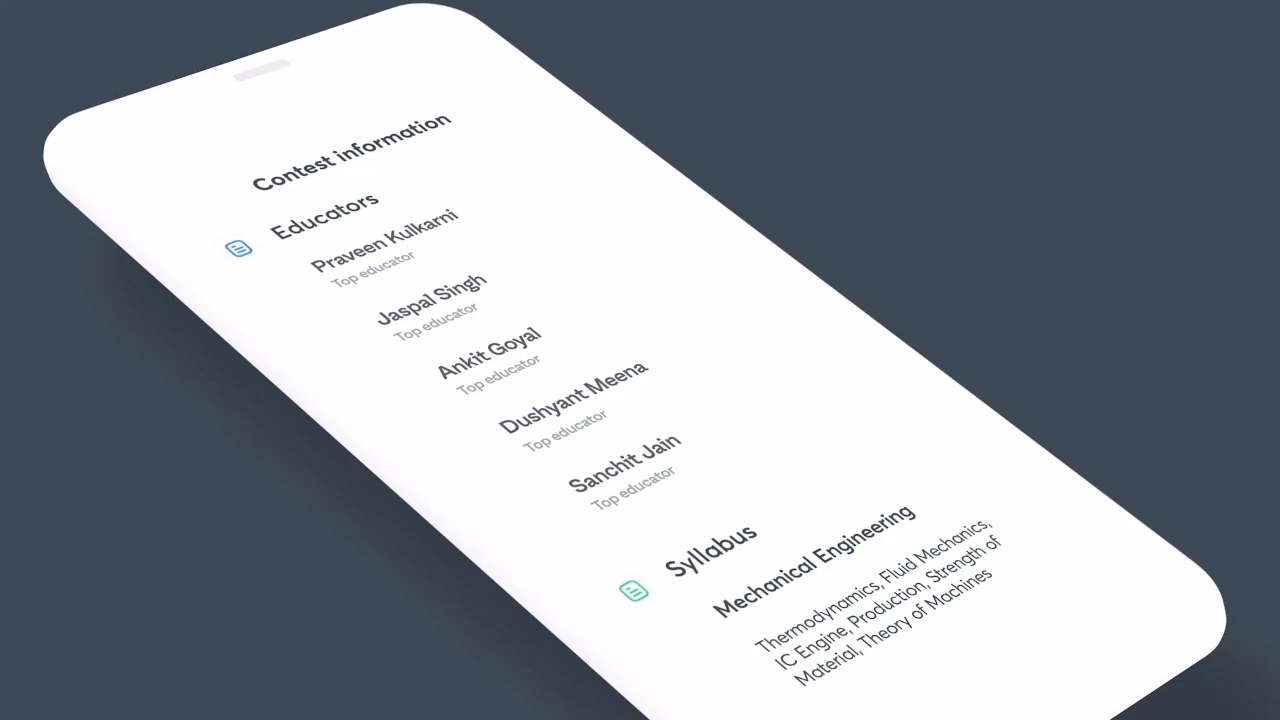 Contest information
Educators
Praveen Kulkarni
Top educator
Jaspal Singh
Top educator
Ankit Goyal
Top educator
Dushyant Meena
Top educator
Sanchit Jain
Top educator
Syllabus
Mechanical Engineering
Thermodynamics, Fluid Mechanics,
IC Engine, Production, Strength of
Material, Theory of Machines